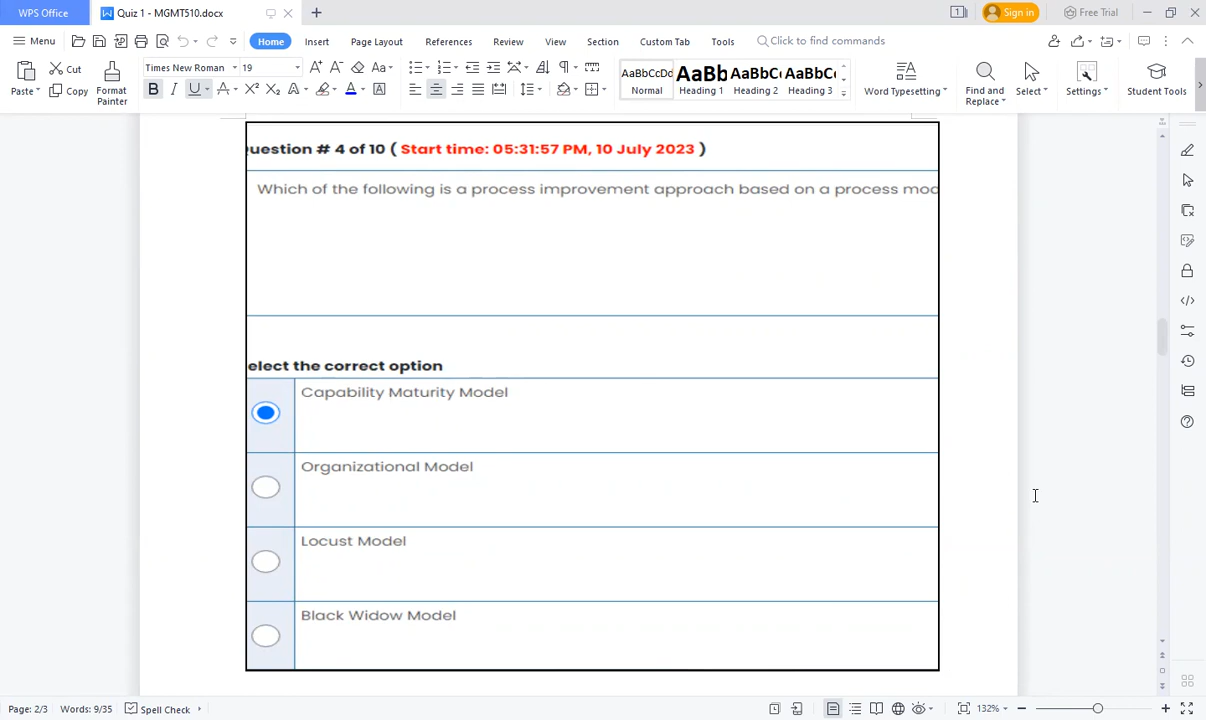 WPS Office
Quiz 1 - MGMT510.docx
Sign in
Free Trial
Menu
Home
Insert
Page Layout
References
Review
View
Section
Custom Tab
Tools
Click to find commands
Paste
Cut
Copy
Format Painter
Times New Roman
19
AaBbCcDd
Normal
AaBb
Heading 1
AaBbC
Heading 2
AaBbC
Heading 3
Word Typesetting
Find and Replace
Select
Settings
Student Tools
uestion # 4 of 10 ( Start time: 05:31:57 PM, 10 July 2023 )
Which of the following is a process improvement approach based on a process mod
elect the correct option
Capability Maturity Model
Organizational Model
Locust Model
Black Widow Model
Page: 2/3
Words: 9/35
Spell Check
132%